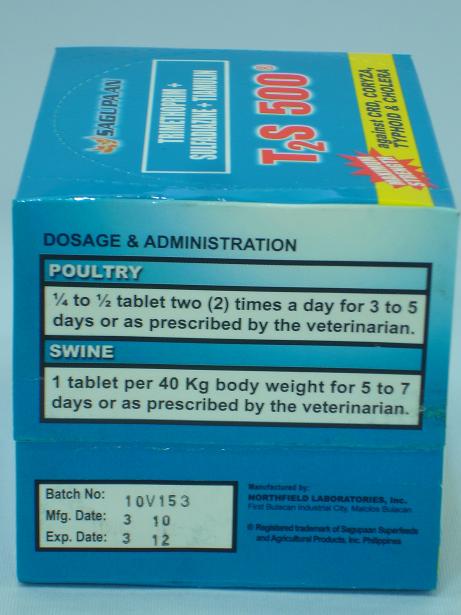 SAGUPAAN
TRIMETHOPRIM +
SULFADIAZINE + TIAMULIN
T2S 500®
against CRD, CORYZA,
TYPHOID & CHOLERA
DOSAGE & ADMINISTRATION
POULTRY
¼ to ½ tablet two (2) times a day for 3 to 5
days or as prescribed by the veterinarian.
SWINE
1 tablet per 40 Kg body weight for 5 to 7
days or as prescribed by the veterinarian.
Batch No: 10V153
Mfg. Date: 3 10
Exp. Date: 3 12
Manufactured by:
NORTHFIELD LABORATORIES, Inc.
First Bulacan Industrial City, Malolos Bulacan
® Registered trademark of Sagupaan Superfeeds
and Agricultural Products, Inc. Philippines